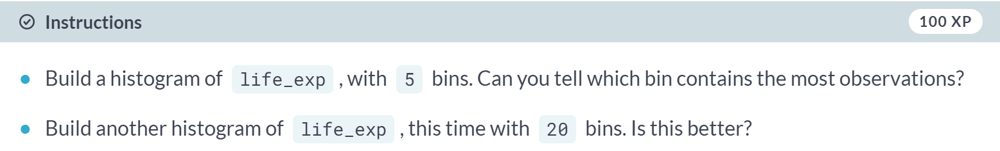 Instructions 100 XP
Build a histogram of life_exp , with 5 bins. Can you tell which bin contains the most observations?
Build another histogram of life_exp , this time with 20 bins. Is this better?